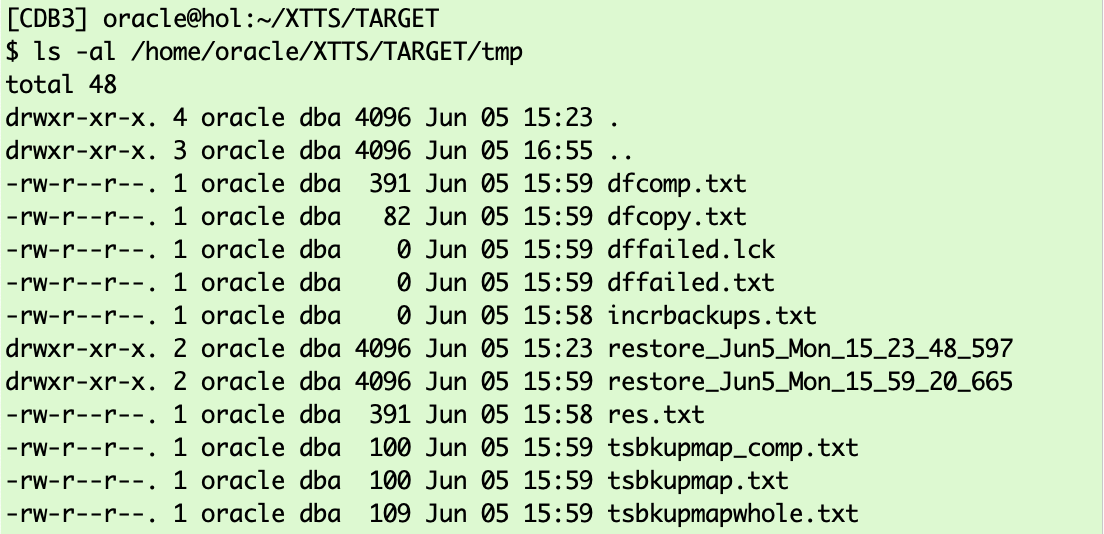 [CDB3] oracle@hol:~/XTTS/TARGET
$ ls -al /home/oracle/XTTS/TARGET/tmp
total 48
drwxr-xr-x. 4 oracle dba 4096 Jun 05 15:23 .
drwxr-xr-x. 3 oracle dba 4096 Jun 05 16:55 ..
-rw-r--r--. 1 oracle dba  391 Jun 05 15:59 dfcomp.txt
-rw-r--r--. 1 oracle dba   82 Jun 05 15:59 dfcopy.txt
-rw-r--r--. 1 oracle dba    0 Jun 05 15:59 dffailed.lck
-rw-r--r--. 1 oracle dba    0 Jun 05 15:59 dffailed.txt
-rw-r--r--. 1 oracle dba    0 Jun 05 15:58 incrbackups.txt
drwxr-xr-x. 2 oracle dba 4096 Jun 05 15:23 restore_Jun5_Mon_15_23_48_597
drwxr-xr-x. 2 oracle dba 4096 Jun 05 15:59 restore_Jun5_Mon_15_59_20_665
-rw-r--r--. 1 oracle dba  391 Jun 05 15:58 res.txt
-rw-r--r--. 1 oracle dba  100 Jun 05 15:59 tsbkupmap_comp.txt
-rw-r--r--. 1 oracle dba  100 Jun 05 15:59 tsbkupmap.txt
-rw-r--r--. 1 oracle dba  109 Jun 05 15:59 tsbkupmapwhole.txt